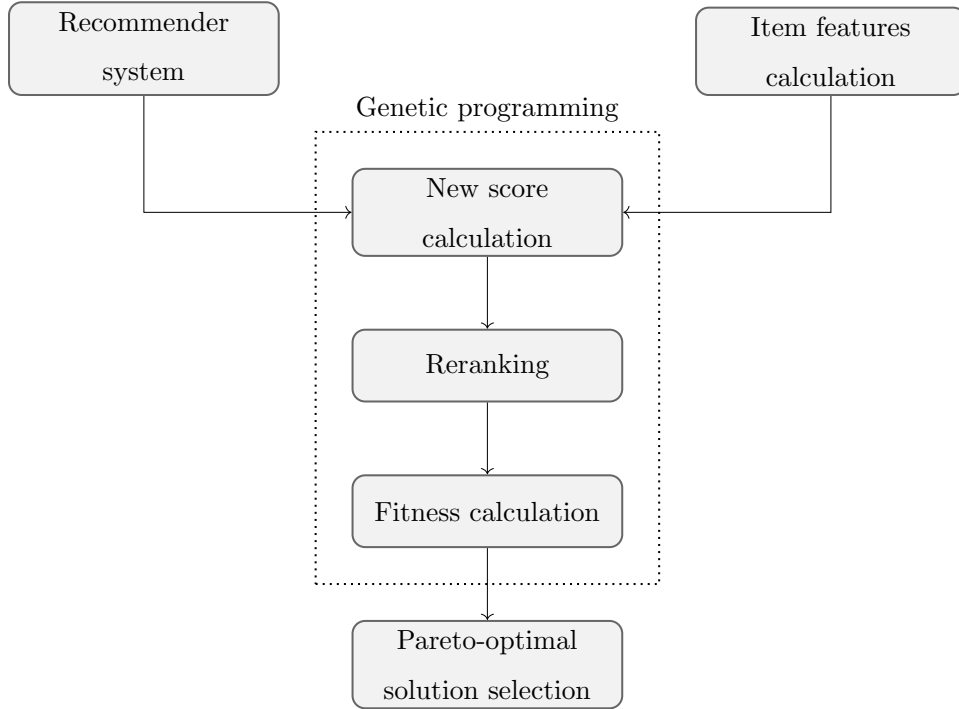 Recommender
system
Item features
calculation
Genetic programming
New score
calculation
Reranking
Fitness calculation
Pareto-optimal
solution selection